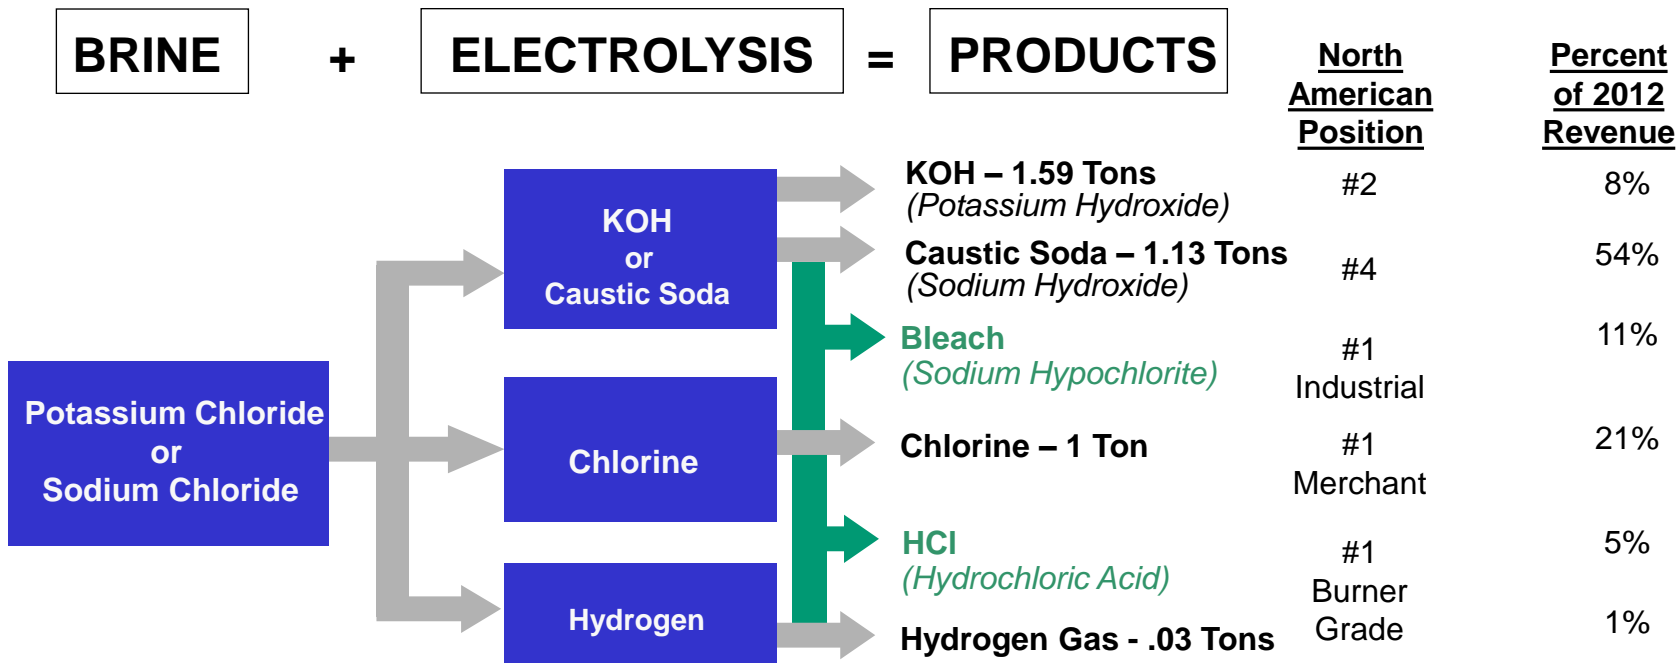 BRINE + ELECTROLYSIS = PRODUCTS
North
American
Position
Percent
of 2012
Revenue
Potassium Chloride
or
Sodium Chloride
KOH
or
Caustic Soda
Chlorine
Hydrogen
KOH – 1.59 Tons
(Potassium Hydroxide)
#2
8%
Caustic Soda – 1.13 Tons
(Sodium Hydroxide)
#4
54%
Bleach
(Sodium Hypochlorite)
#1
Industrial
11%
Chlorine – 1 Ton
#1
Merchant
21%
HCl
(Hydrochloric Acid)
#1
Burner
Grade
5%
Hydrogen Gas - .03 Tons
1%